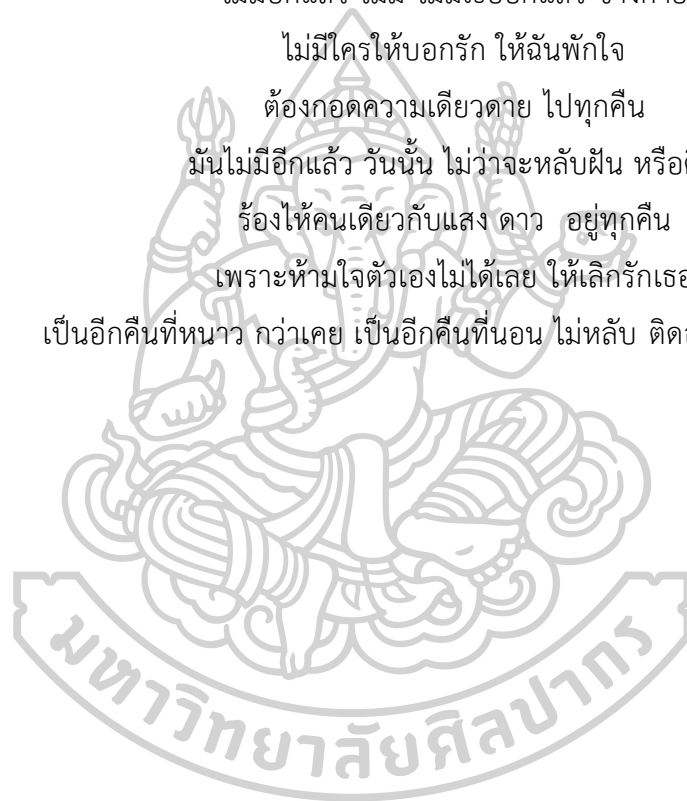 ไม่มีใครให้บอกรัก ให้ฉันพักใจ
ต้องกอดความเดียวดาย ไปทุกคืน
มันไม่มีอีกแล้ว วันนั้น ไม่ว่าจะหลับฝัน หรือ
ร้องไห้คนเดียวกับแสง ดาว อยู่ทุกคืน
เพราะห้ามใจตัวเองไม่ได้เลย ให้เลิกรักเธอ
เป็นอีกคืนที่หนาว กว่าเคย เป็นอีกคืนที่นอน ไม่หลับ ติด
มหาวิทยาลัยศิลปากร